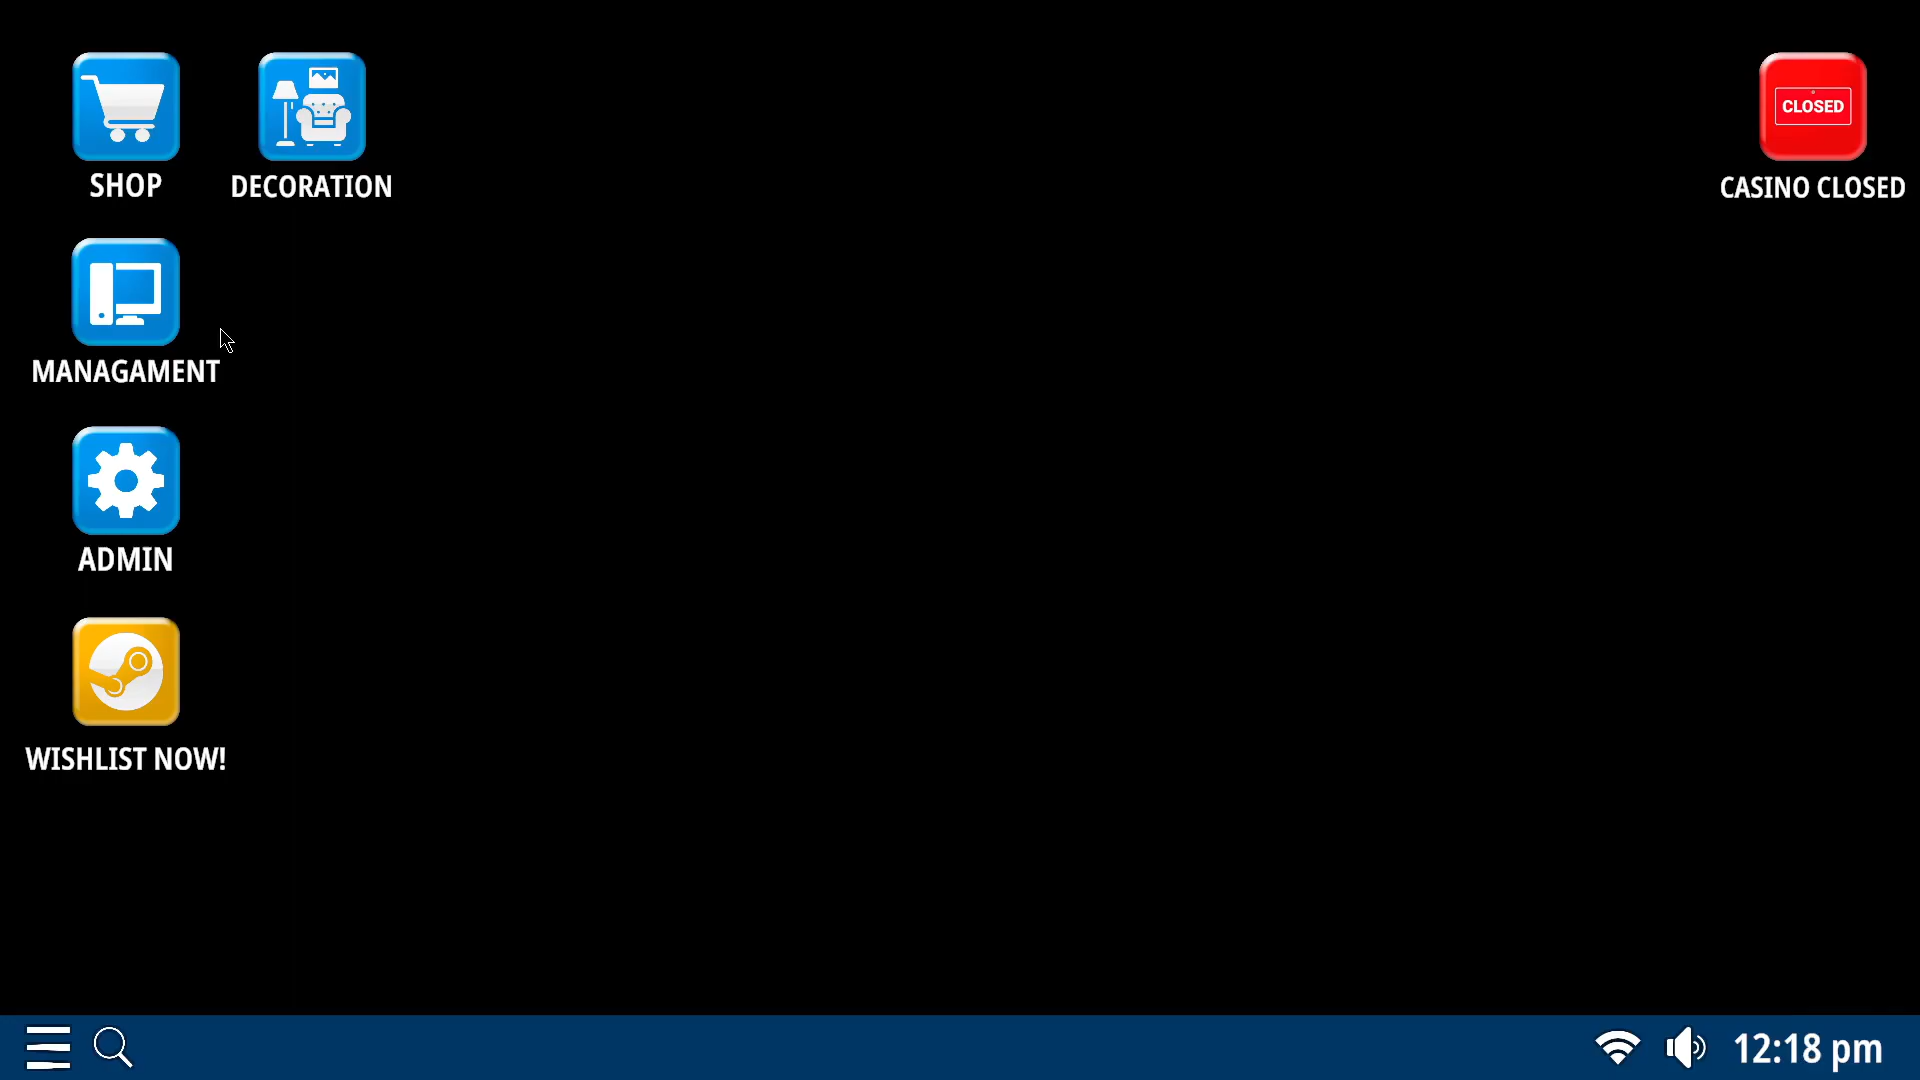 SHOP
DECORATION
CLOSED
CASINO CLOSED
MANAGAMENT
ADMIN
WISHLIST NOW!
12:18 pm